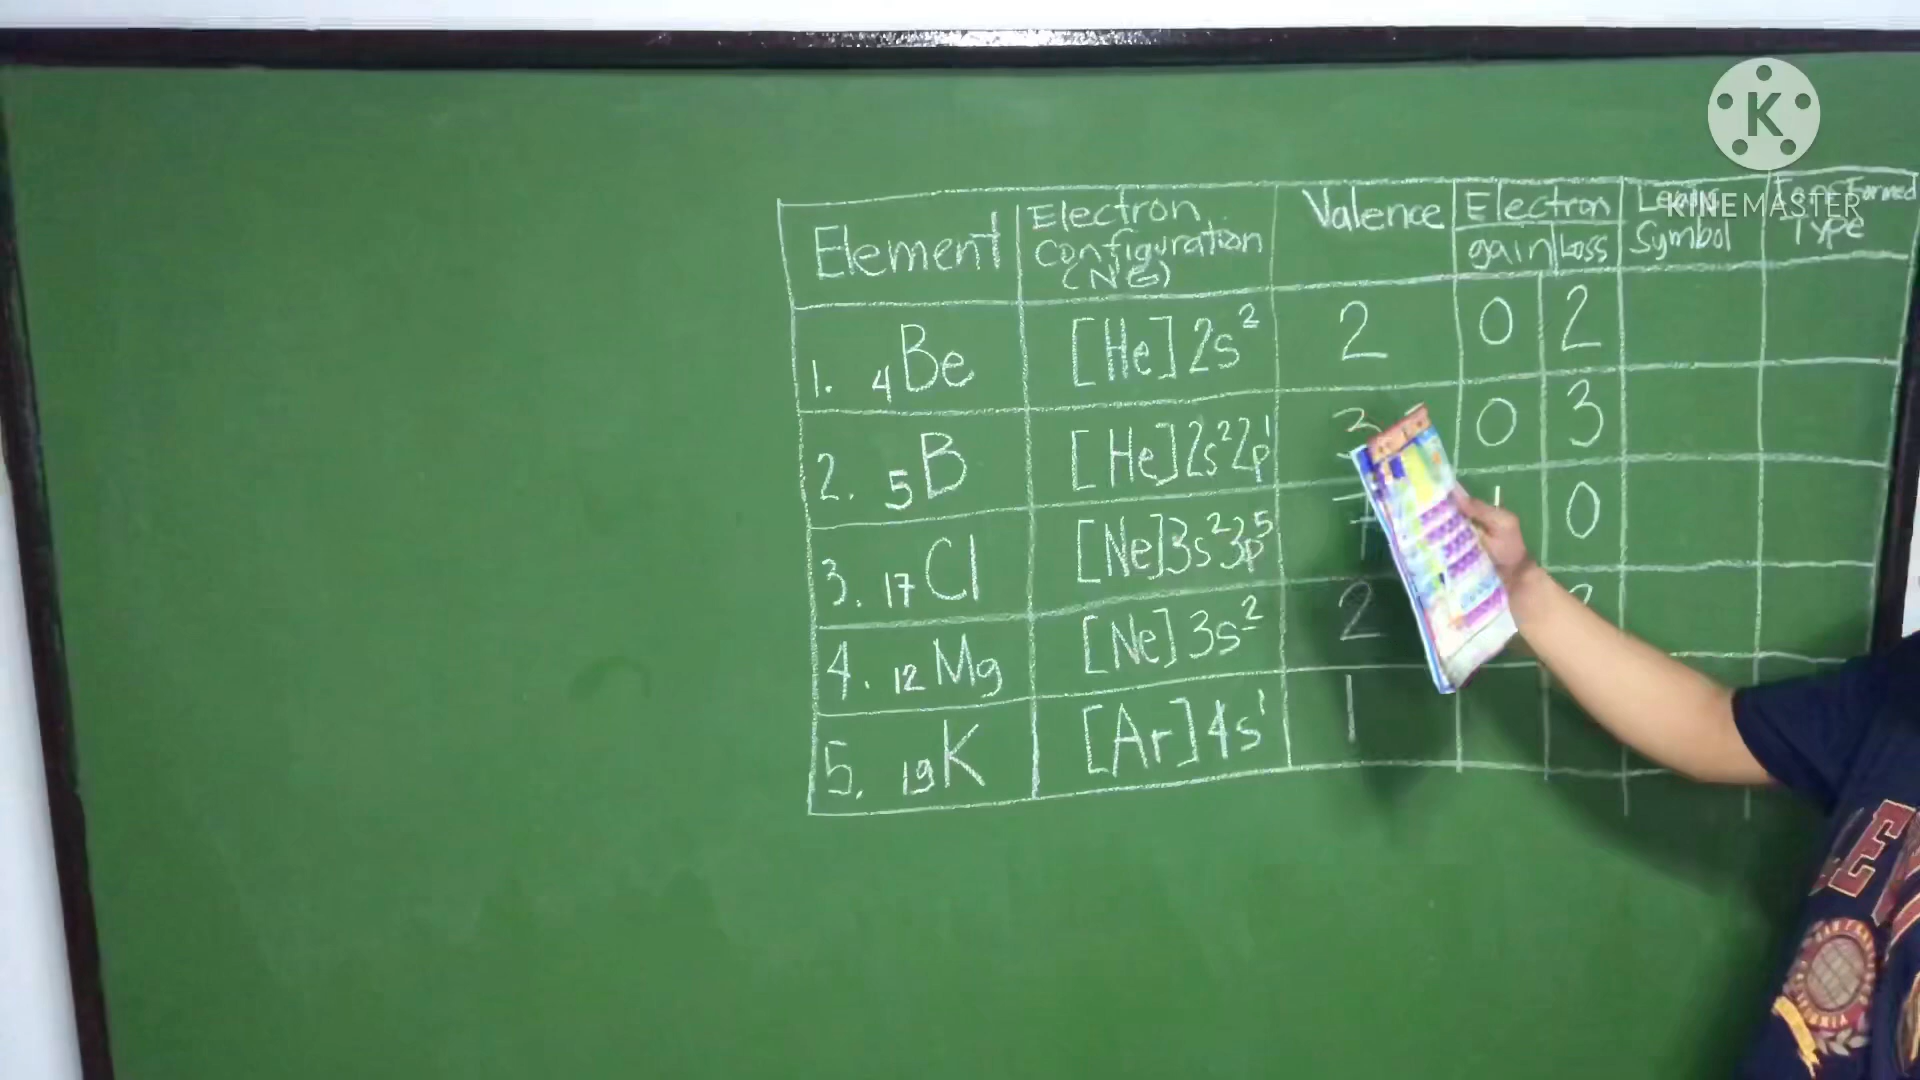 K
KINEMASTER
Element
Electron
Configuration
(NG)
Valence
Electron
gain Loss
Symbol
Formed
Type
1. 4Be [He]2s² 2 0 2
2. 5B [He]2s²2p¹ 3 0 3
3. 17Cl [Ne]3s²3p⁵ 7 0
4. 12Mg [Ne]3s² 2
5. 19K [Ar]4s¹ 1